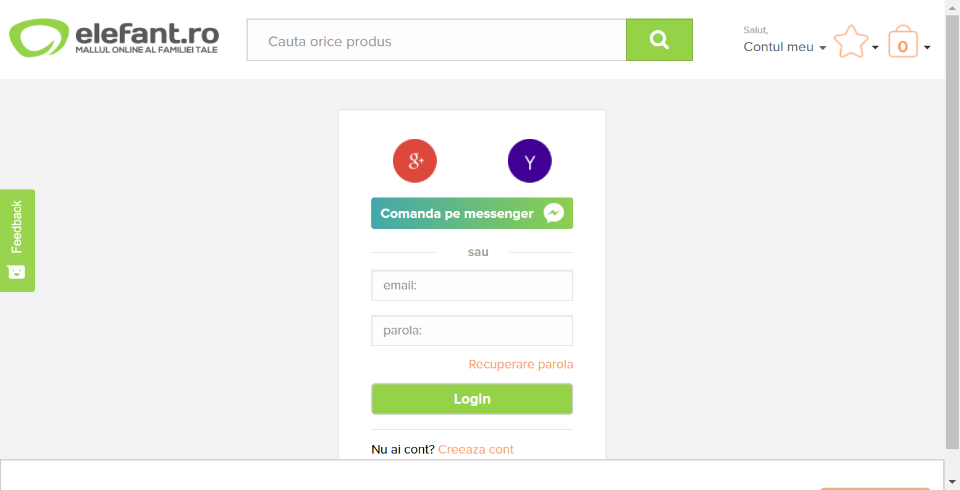 elefant.ro
MALLUL ONLINE AL FAMILIEI TALE
Cauta orice produs
Salut,
Contul meu
0
8+
Y
Comanda pe messenger
Feedback
sau
email:
parola:
Recuperare parola
Login
Nu ai cont? Creeaza cont